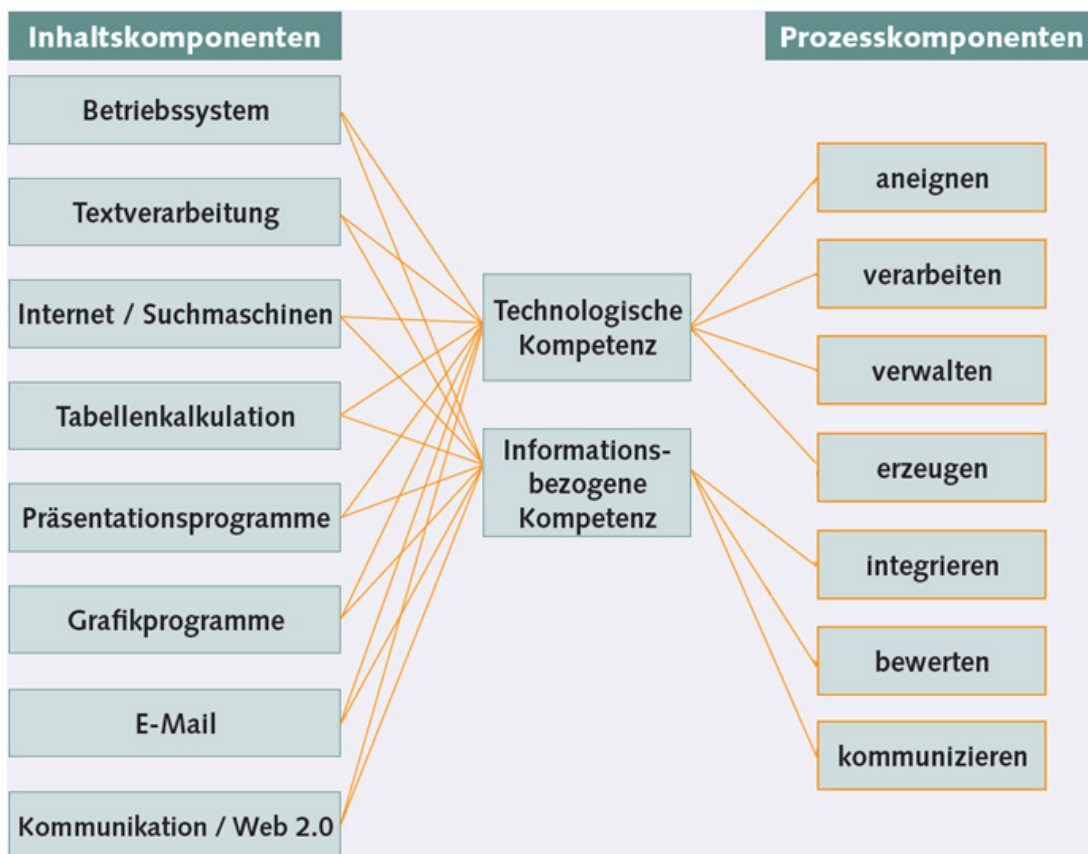 Inhaltskomponenten
Betriebssystem
Textverarbeitung
Internet / Suchmaschinen
Tabellenkalkulation
Präsentationsprogramme
Grafikprogramme
E-Mail
Kommunikation / Web 2.0
Technologische
Kompetenz
Informations-
bezogene
Kompetenz
Prozesskomponenten
aneignen
verarbeiten
verwalten
erzeugen
integrieren
bewerten
kommunizieren